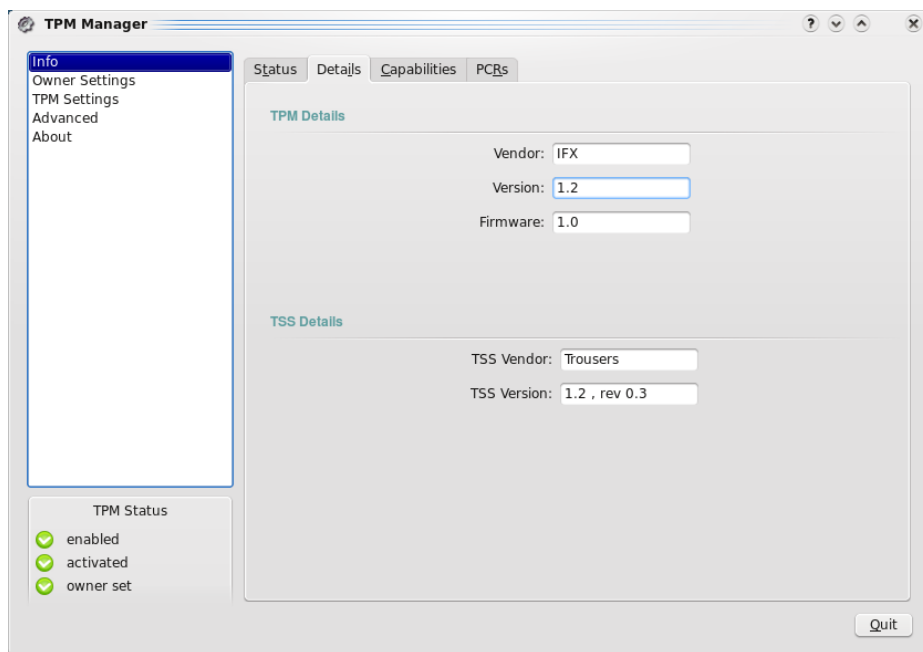 TPM Manager
Info
Owner Settings
TPM Settings
Advanced
About
TPM Status
enabled
activated
owner set
Status Details Capabilities PCRs
TPM Details
Vendor: IFX
Version: 1.2
Firmware: 1.0
TSS Details
TSS Vendor: Trousers
TSS Version: 1.2 , rev 0.3
Quit